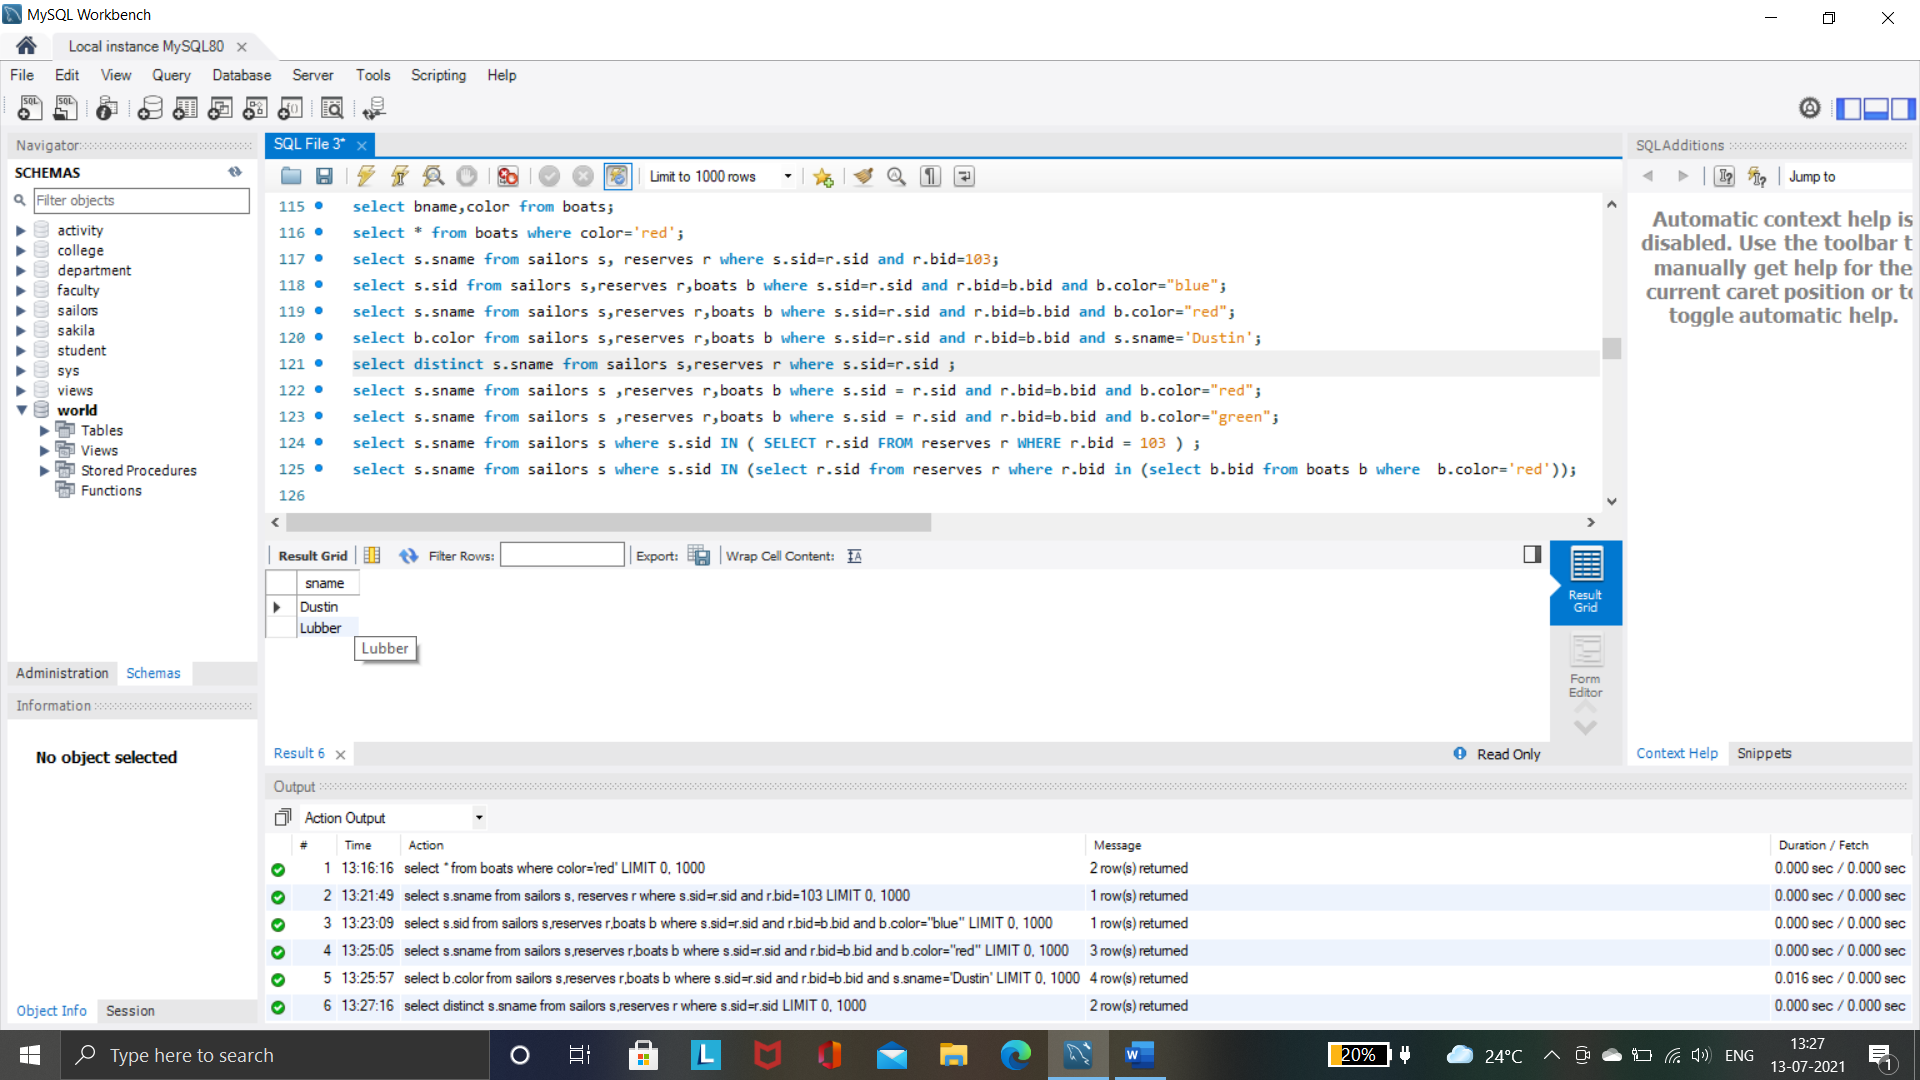 MySQL Workbench
Local instance MySQL80
File Edit View Query Database Server Tools Scripting Help
Navigator
SCHEMAS
Filter objects
activity
college
department
faculty
sailors
sakila
student
sys
views
world
Tables
Views
Stored Procedures
Functions
Administration Schemas
Information
No object selected
Object Info Session
SQL File 3*
Limit to 1000 rows
115 select bname,color from boats;
116 select * from boats where color='red';
117 select s.sname from sailors s, reserves r where s.sid=r.sid and r.bid=103;
118 select s.sid from sailors s,reserves r,boats b where s.sid=r.sid and r.bid=b.bid and b.color="blue";
119 select s.sname from sailors s,reserves r,boats b where s.sid=r.sid and r.bid=b.bid and b.color="red";
120 select b.color from sailors s,reserves r,boats b where s.sid=r.sid and r.bid=b.bid and s.sname='Dustin';
121 select distinct s.sname from sailors s,reserves r where s.sid=r.sid ;
122 select s.sname from sailors s ,reserves r,boats b where s.sid = r.sid and r.bid=b.bid and b.color="red";
123 select s.sname from sailors s ,reserves r,boats b where s.sid = r.sid and r.bid=b.bid and b.color="green";
124 select s.sname from sailors s where s.sid IN ( SELECT r.sid FROM reserves r WHERE r.bid = 103 ) ;
125 select s.sname from sailors s where s.sid IN (select r.sid from reserves r where r.bid in (select b.bid from boats b where  b.color='red'));
126
Result Grid Filter Rows: Export: Wrap Cell Content:
sname
Dustin
Lubber
Lubber
Result Grid
Form Editor
Result 6
Read Only
SQLAdditions
Jump to
Automatic context help is
disabled. Use the toolbar t
manually get help for the
current caret position or to
toggle automatic help.
Context Help Snippets
Output
Action Output
# Time Action Message Duration / Fetch
1 13:16:16 select * from boats where color='red' LIMIT 0, 1000 2 row(s) returned 0.000 sec / 0.000 sec
2 13:21:49 select s.sname from sailors s, reserves r where s.sid=r.sid and r.bid=103 LIMIT 0, 1000 1 row(s) returned 0.000 sec / 0.000 sec
3 13:23:09 select s.sid from sailors s,reserves r,boats b where s.sid=r.sid and r.bid=b.bid and b.color="blue" LIMIT 0, 1000 1 row(s) returned 0.000 sec / 0.000 sec
4 13:25:05 select s.sname from sailors s,reserves r,boats b where s.sid=r.sid and r.bid=b.bid and b.color="red" LIMIT 0, 1000 3 row(s) returned 0.000 sec / 0.000 sec
5 13:25:57 select b.color from sailors s,reserves r,boats b where s.sid=r.sid and r.bid=b.bid and s.sname='Dustin' LIMIT 0, 1000 4 row(s) returned 0.016 sec / 0.000 sec
6 13:27:16 select distinct s.sname from sailors s,reserves r where s.sid=r.sid LIMIT 0, 1000 2 row(s) returned 0.000 sec / 0.000 sec
Type here to search
20%
24°C
ENG
13:27
13-07-2021
1